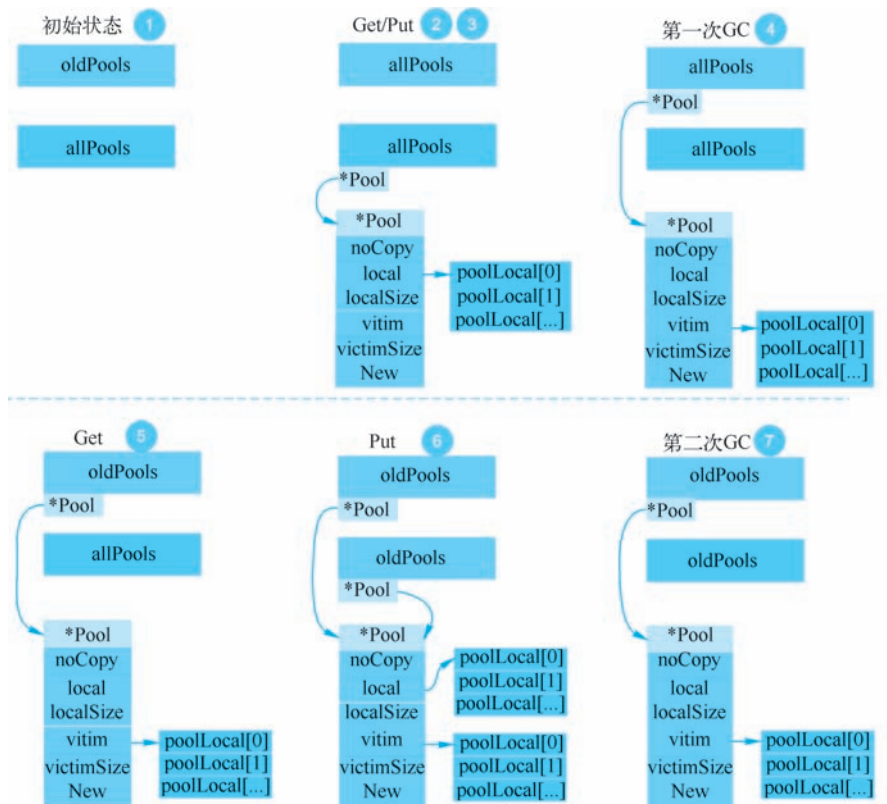 初始状态 1
oldPools
allPools
Get/Put 2 3
allPools
allPools
*Pool
*Pool
noCopy
local
localSize
vitim
victimSize
New
poolLocal[0]
poolLocal[1]
poolLocal[...]
第一次GC 4
allPools
*Pool
allPools
*Pool
noCopy
local
localSize
vitim
victimSize
New
poolLocal[0]
poolLocal[1]
poolLocal[...]
Get 5
oldPools
*Pool
allPools
*Pool
noCopy
local
localSize
vitim
victimSize
New
poolLocal[0]
poolLocal[1]
poolLocal[...]
Put 6
oldPools
*Pool
oldPools
*Pool
*Pool
noCopy
local
localSize
vitim
victimSize
New
poolLocal[0]
poolLocal[1]
poolLocal[...]
poolLocal[0]
poolLocal[1]
poolLocal[...]
第二次GC 7
oldPools
*Pool
oldPools
*Pool
noCopy
local
localSize
vitim
victimSize
New
poolLocal[0]
poolLocal[1]
poolLocal[...]